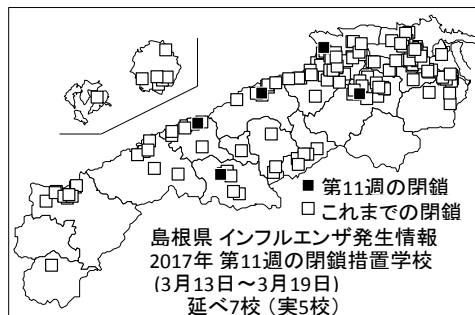 ■ 第11週の閉鎖
□ これまでの閉鎖
島根県 インフルエンザ発生情報
2017年 第11週の閉鎖措置学校
(3月13日～3月19日)
延べ7校 (実5校)